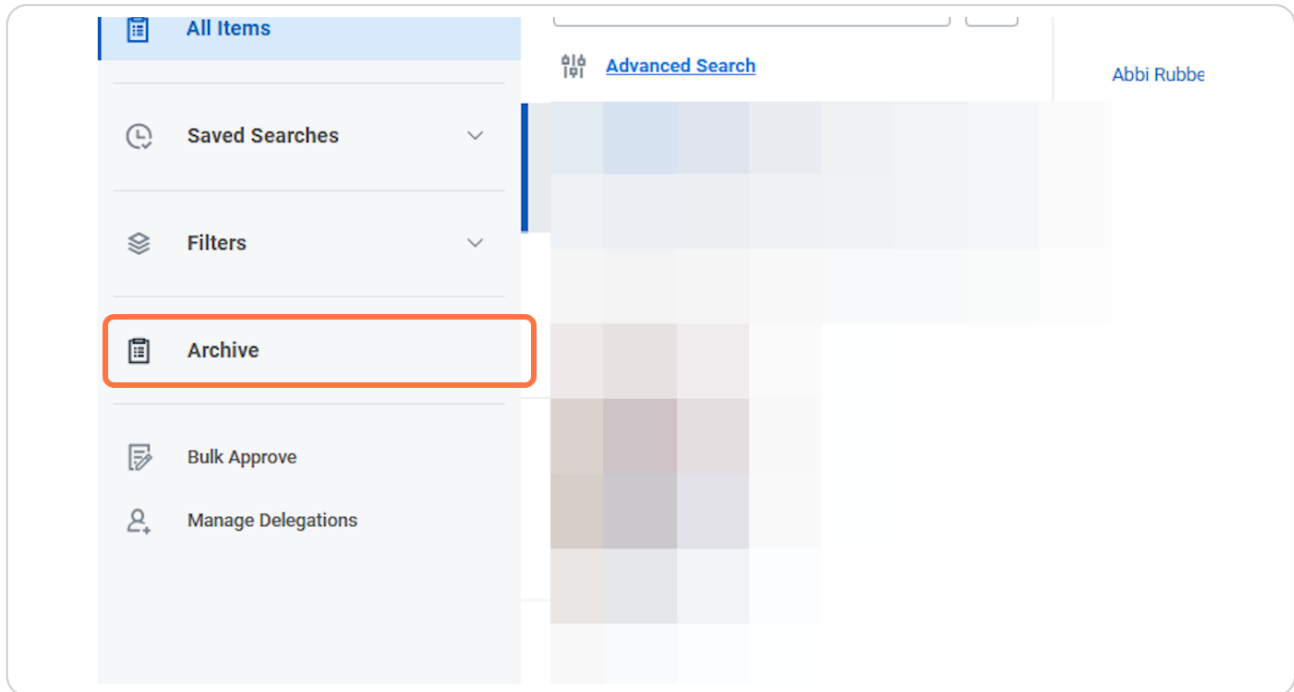 All Items
Advanced Search
Abbi Rubbe
Saved Searches
Filters
Archive
Bulk Approve
Manage Delegations